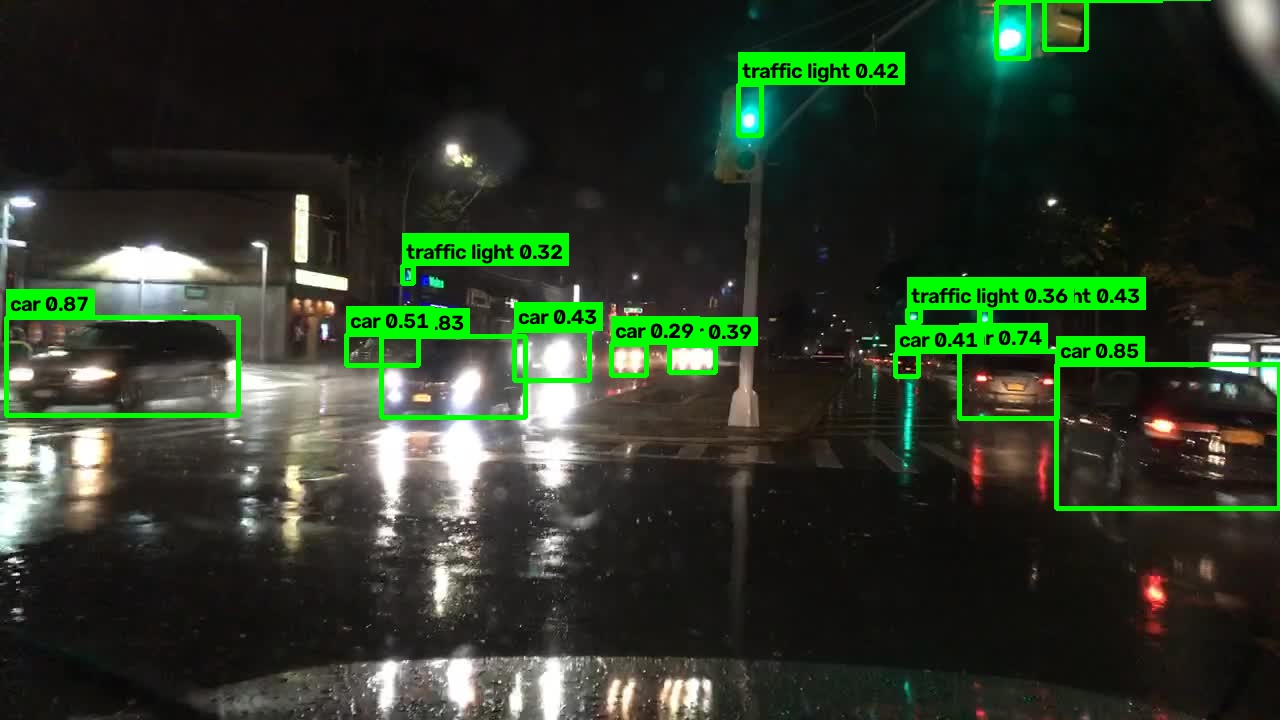 traffic light 0.42
traffic light 0.32
traffic light 0.36
ht 0.43
car 0.87
car 0.51
.83
car 0.43
car 0.29
0.39
car 0.41
r 0.74
car 0.85